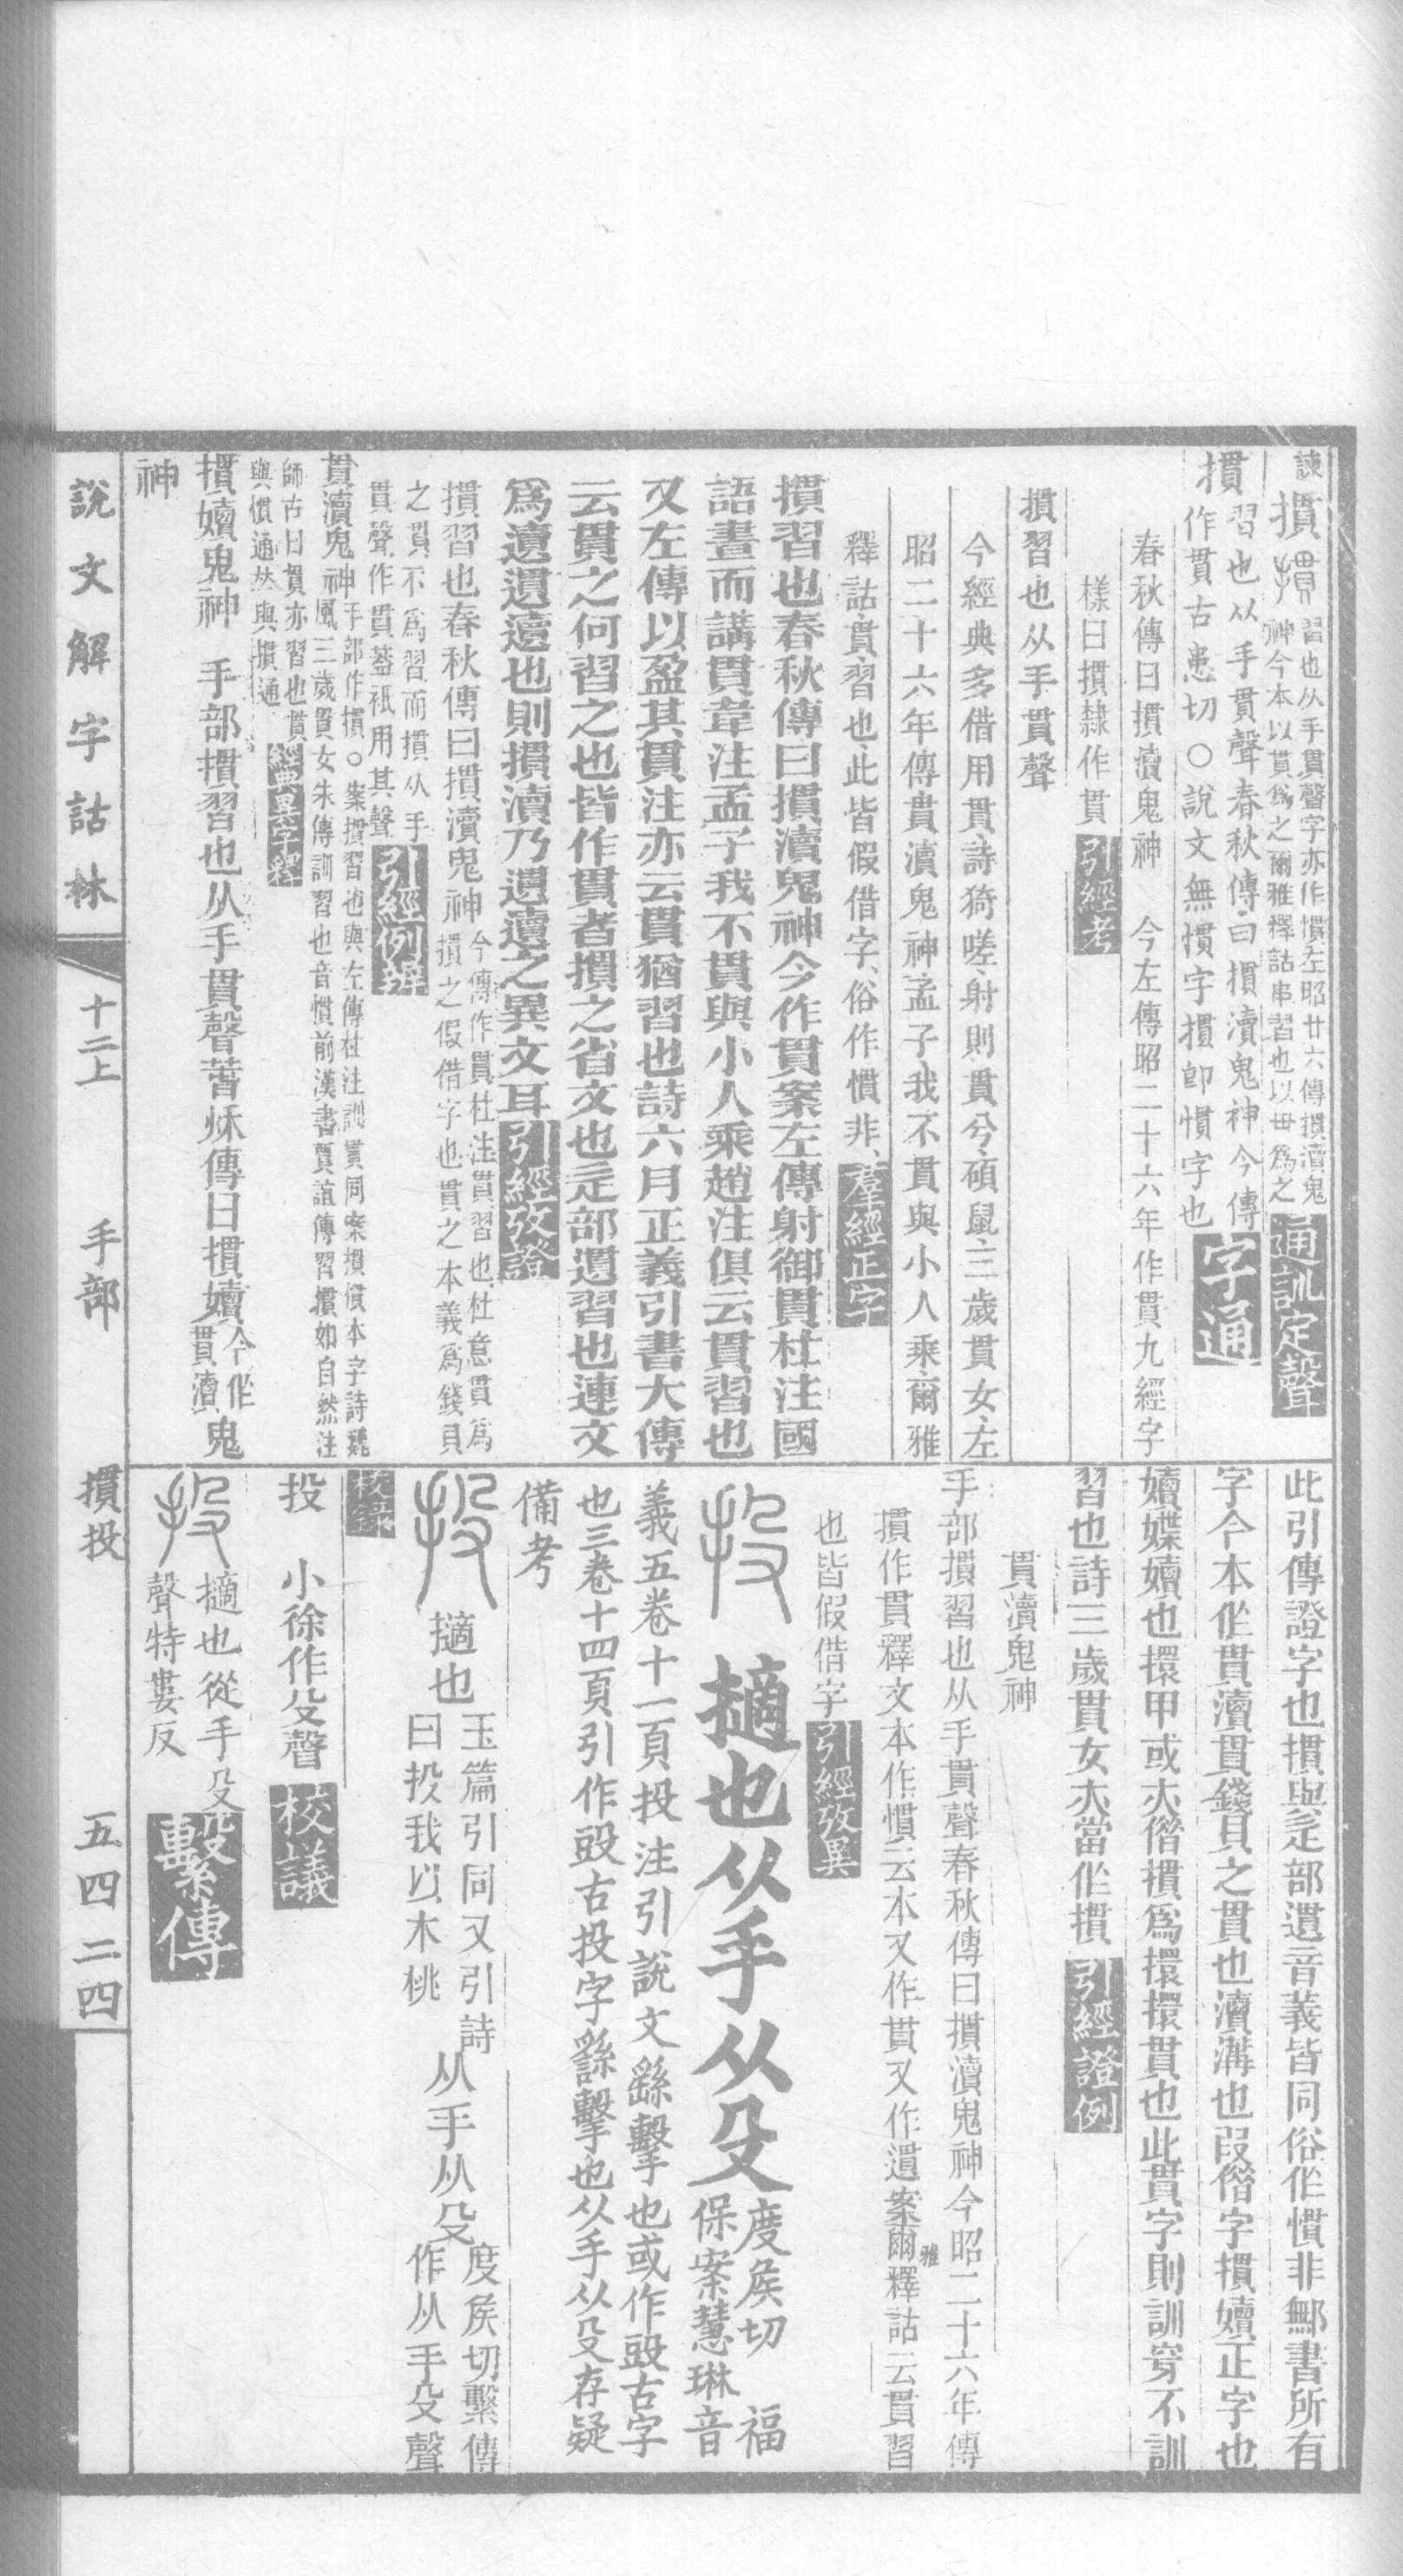 諫 摜 摜 習也从手貫聲字亦作慣左昭廿六傳摜瀆鬼
神今本以貫爲之爾雅釋詁串習也以毌爲之 通訓定聲
摜 習也从手貫聲春秋傳曰摜瀆鬼神今傳
作貫古患切○說文無慣字摜即慣字也 字通
春秋傳曰摜瀆鬼神 今左傳昭二十六年作貫九經字
樣曰摜隸作貫 引經考
摜習也从手貫聲
今經典多借用貫詩猗嗟射則貫兮碩鼠三歲貫女左
昭二十六年傳貫瀆鬼神孟子我不貫與小人乘爾雅
釋詁貫習也此皆假借字俗作慣非 羣經正字
摜習也春秋傳曰摜瀆鬼神今作貫案左傳射御貫杜注國
語晝而講貫韋注孟子我不貫與小人乘趙注俱云貫習也
又左傳以盈其貫注亦云貫猶習也詩六月正義引書大傳
云貫之何習之也皆作貫者摜之省文也辵部遺習也連文
爲遺遺遺也則摜瀆乃遺遺之異文耳 引經攷證
摜習也春秋傳曰摜瀆鬼神 今傳作貫杜注貫習也杜意貫爲
摜之假借字也貫之本義爲錢貝
之貫不爲習而摜从手
貫聲作貫蓋衹用其聲 引經例辨
貫瀆鬼神 手部作摜○案摜習也與左傳杜注訓貫同案摜慣本字詩魏
風三歲貫女朱傳訓習也音慣前漢書賈誼傳習摜如自然注
師古曰貫亦習也貫
與慣通然與摜通 經典異字釋
摜嬻鬼神 手部摜習也从手貫聲萅秌傳曰摜嬻 今作
貫瀆 鬼
神
此引傳證字也摜與辵部遺音義皆同俗作慣非鄦書所有
字今本作貫瀆貫錢貝之貫也瀆溝也叚偺字摜嬻正字也
嬻媟嬻也擐甲或夶偺摜爲擐擐貫也此貫字則訓穿不訓
習也詩三歲貫女夶當作摜 引經證例
貫瀆鬼神
手部摜習也从手貫聲春秋傳曰摜瀆鬼神今昭二十六年傳
摜作貫釋文本作慣云本又作貫又作遺案爾雅釋詁云貫習
也皆假借字 引經攷異
投 擿也从手从殳 度矦切 福
保案慧琳音
義五卷十一頁投注引說文繇擊也或作㱏古字
也三卷十四頁引作㱏古投字繇擊也从手从殳存疑
備考
投 擿也 玉篇引同又引詩
曰投我以木桃 从手从殳 度矦切繫傳
作从手殳聲
校錄
投 小徐作殳聲 校議
投 擿也從手殳
聲特婁反 繫傳
說文解字詁林 十二上 手部 摜投 五四二四